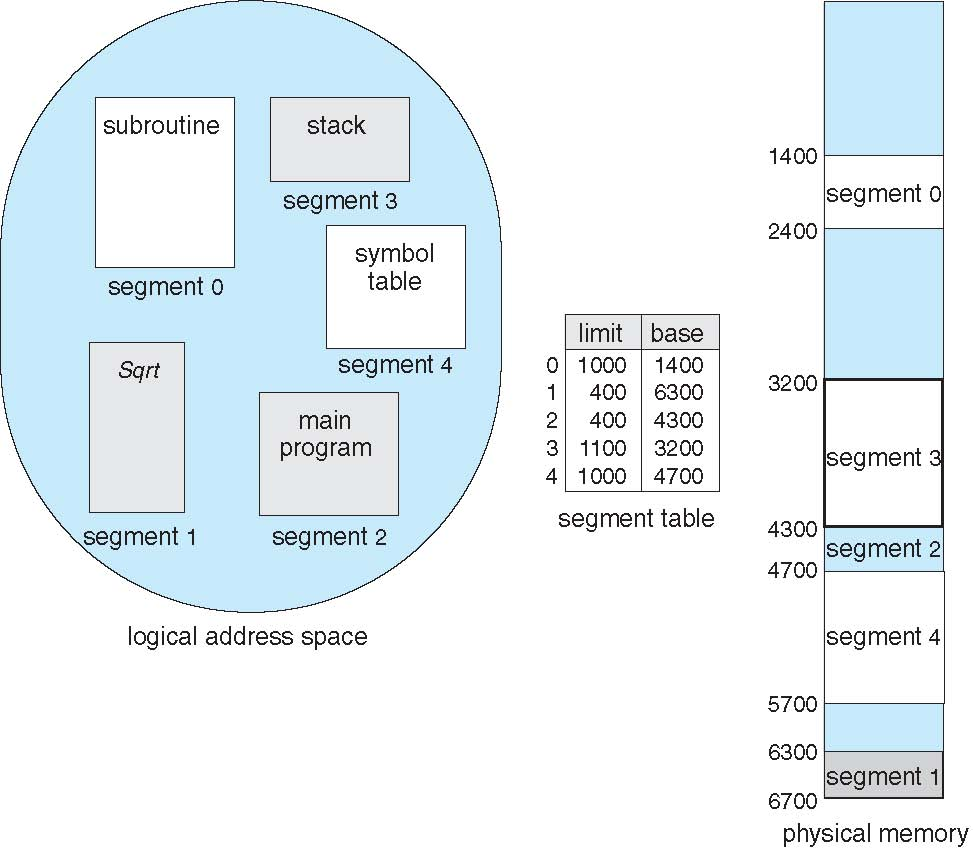 subroutine
segment 0
stack
segment 3
symbol
table
segment 4
Sqrt
segment 1
main
program
segment 2
logical address space
limit base
0 1000 1400
1 400 6300
2 400 4300
3 1100 3200
4 1000 4700
segment table
1400
segment 0
2400
3200
segment 3
4300
segment 2
4700
segment 4
5700
6300
segment 1
6700
physical memory